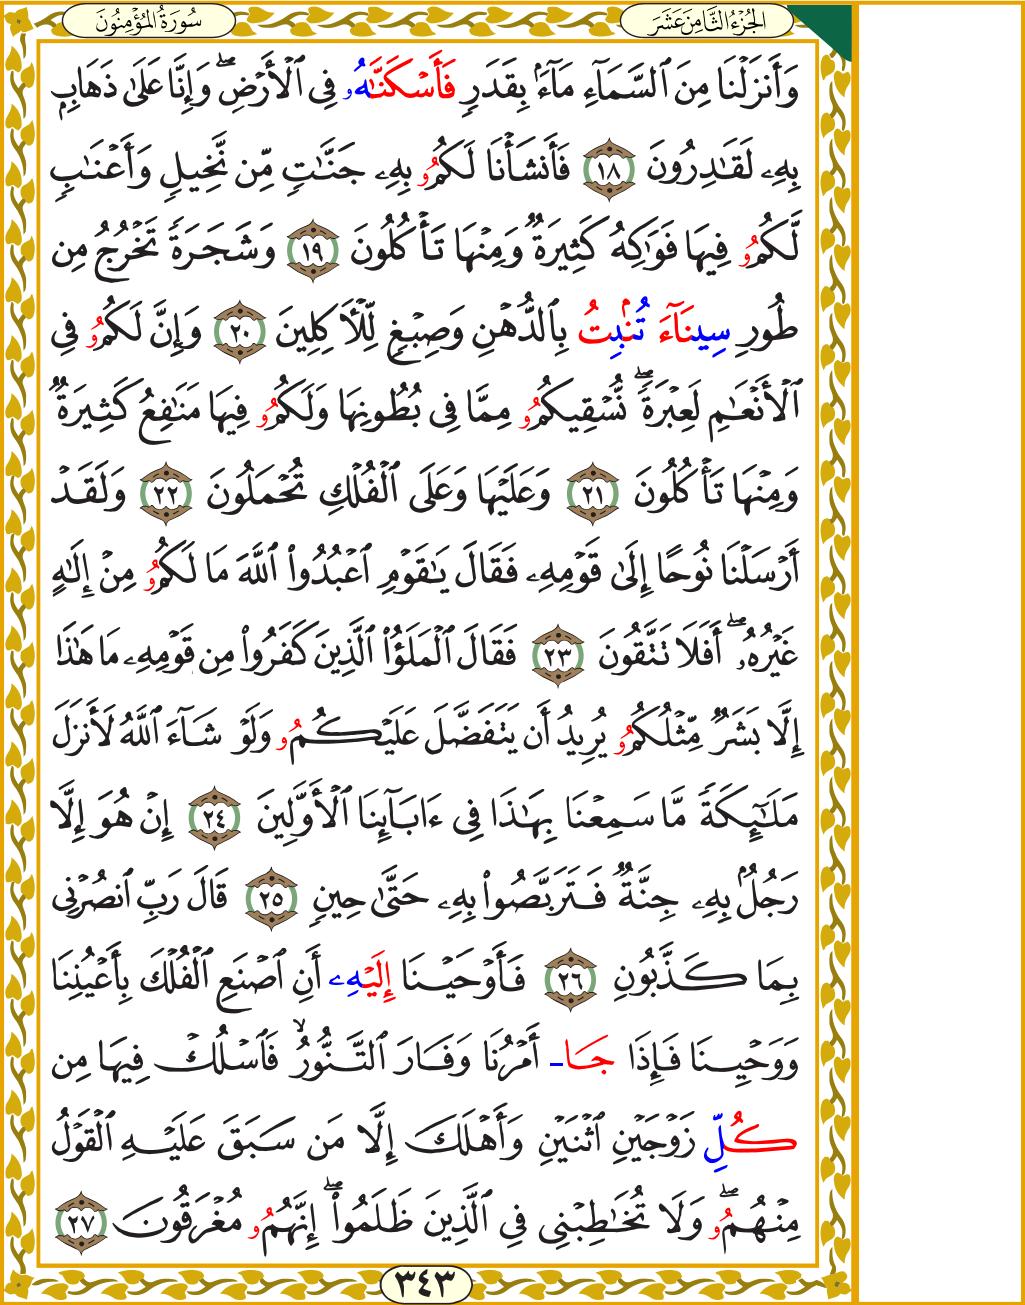 سُورَةُ المُؤْمِنُونَ
الجُزْءُ الثَّامِنَ عَشَرَ
وَأَنزَلْنَا مِنَ ٱلسَّمَآءِ مَآءَۢ بِقَدَرٍ فَأَسْكَنَّٰهُۥ فِى ٱلْأَرْضِۖ وَإِنَّا عَلَىٰ ذَهَابٍۭ
بِهِۦ لَقَٰدِرُونَ ١٨ فَأَنشَأْنَا لَكُمُۥ بِهِۦ جَنَّٰتٍ مِّن نَّخِيلٍ وَأَعْنَٰبٍ
لَّكُمُۥ فِيهَا فَوَٰكِهُ كَثِيرَةٌ وَمِنْهَا تَأْكُلُونَ ١٩ وَشَجَرَةً تَخْرُجُ مِن
طُورِ سِينَآءَ تُنۢبِتُ بِٱلدُّهْنِ وَصِبْغٍ لِّلْأَكِلِينَ ٢٠ وَإِنَّ لَكُمُۥ فِى
ٱلْأَنْعَٰمِ لَعِبْرَةًۖ نُّسْقِيكُمُۥ مِمَّا فِى بُطُونِهَا وَلَكُمُۥ فِيهَا مَنَٰفِعُ كَثِيرَةٌ
وَمِنْهَا تَأْكُلُونَ ٢١ وَعَلَيْهَا وَعَلَى ٱلْفُلْكِ تُحْمَلُونَ ٢٢ وَلَقَدْ
أَرْسَلْنَا نُوحًا إِلَىٰ قَوْمِهِۦ فَقَالَ يَٰقَوْمِ ٱعْبُدُوا۟ ٱللَّهَ مَا لَكُمُۥ مِنْ إِلَٰهٍ
غَيْرُهُۥۖ أَفَلَا تَتَّقُونَ ٢٣ فَقَالَ ٱلْمَلَؤُا۟ ٱلَّذِينَ كَفَرُوا۟ مِن قَوْمِهِۦ مَا هَٰذَا
إِلَّا بَشَرٌ مِّثْلُكُمُۥ يُرِيدُ أَن يَتَفَضَّلَ عَلَيْكُمُۥ وَلَوْ شَآءَ ٱللَّهُ لَأَنزَلَ
مَلَٰٓئِكَةً مَّا سَمِعْنَا بِهَٰذَا فِى ءَابَآئِنَا ٱلْأَوَّلِينَ ٢٤ إِنْ هُوَ إِلَّا
رَجُلٌۢ بِهِۦ جِنَّةٌ فَتَرَبَّصُوا۟ بِهِۦ حَتَّىٰ حِينٍ ٢٥ قَالَ رَبِّ ٱنصُرْنِى
بِمَا كَذَّبُونِ ٢٦ فَأَوْحَيْنَا إِلَيْهِۦ أَنِ ٱصْنَعِ ٱلْفُلْكَ بِأَعْيُنِنَا
وَوَحْيِنَا فَإِذَا جَا- أَمْرُنَا وَفَارَ ٱلتَّنُّورُۙ فَٱسْلُكْ فِيهَا مِن
كُلِّ زَوْجَيْنِ ٱثْنَيْنِ وَأَهْلَكَ إِلَّا مَن سَبَقَ عَلَيْهِ ٱلْقَوْلُ
مِنْهُمُۥۖ وَلَا تُخَٰطِبْنِى فِى ٱلَّذِينَ ظَلَمُوٓا۟ۖ إِنَّهُمُۥ مُغْرَقُونَ ٢٧
٣٤٣